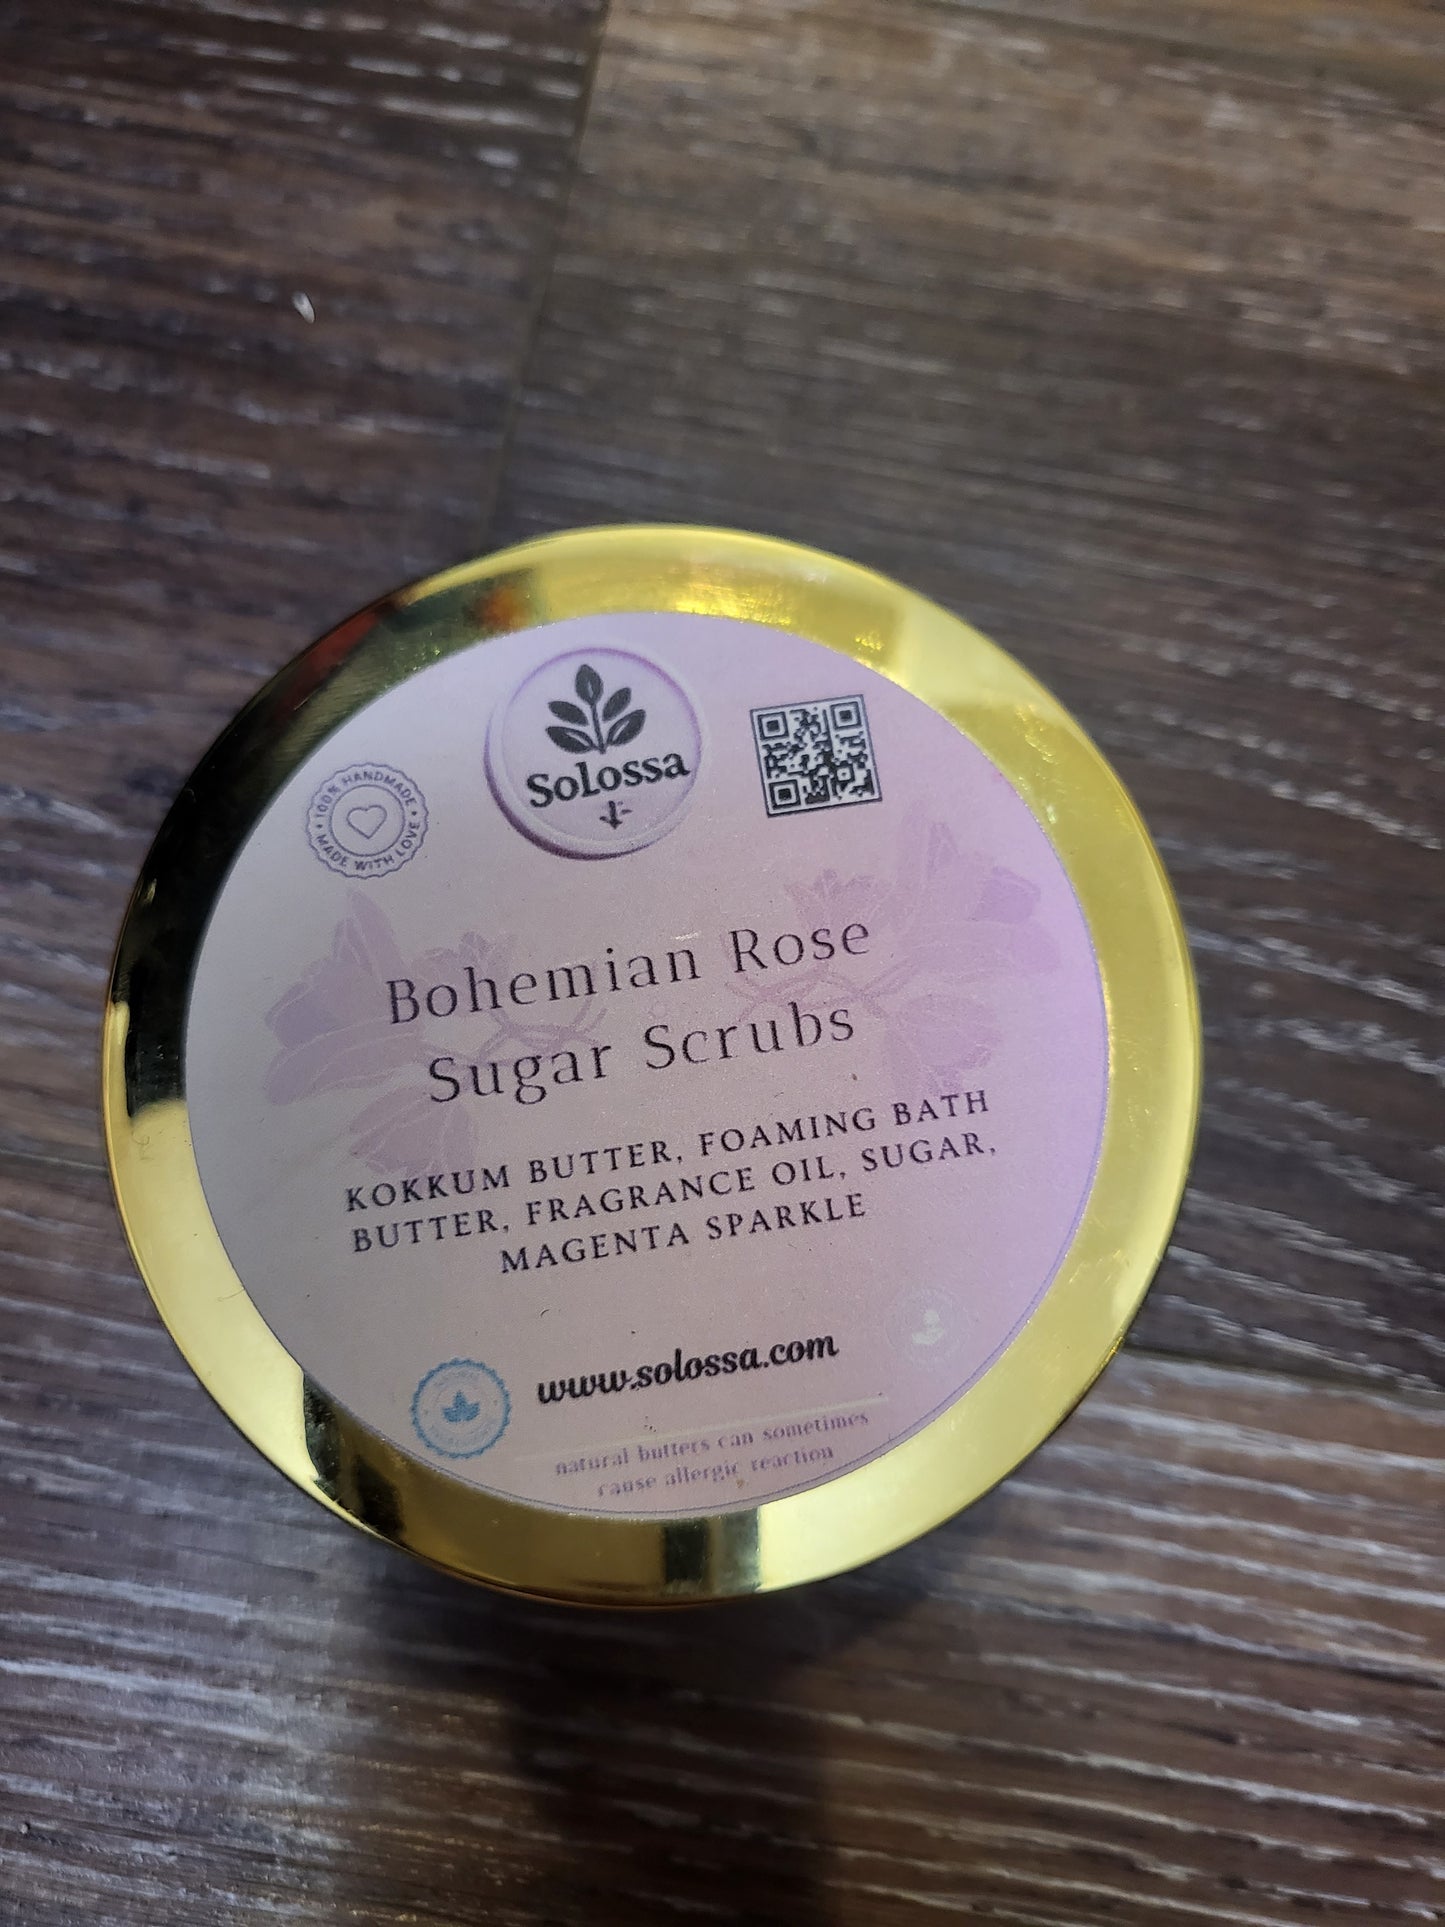 Solossa
100% HANDMADE
MADE WITH LOVE
Bohemian Rose
Sugar Scrubs
KOKKUM BUTTER, FOAMING BATH
BUTTER, FRAGRANCE OIL, SUGAR,
MAGENTA SPARKLE
www.solossa.com
natural butters can sometimes
cause allergic reaction